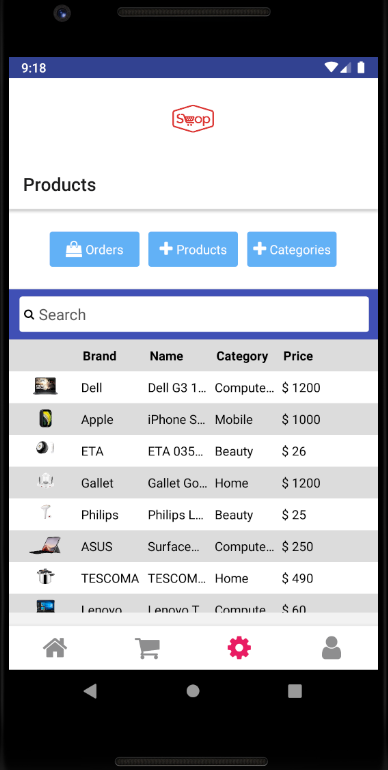 9:18
Swop
Products
Orders
Products
Categories
Search
Brand Name Category Price
Dell Dell G3 1... Compute... $ 1200
Apple iPhone S... Mobile $ 1000
ETA ETA 035... Beauty $ 26
Gallet Gallet Go... Home $ 1200
Philips Philips L... Beauty $ 25
ASUS Surface... Compute... $ 250
TESCOMA TESCOM... Home $ 490
Lenovo Lenovo T... Compute... $ 60